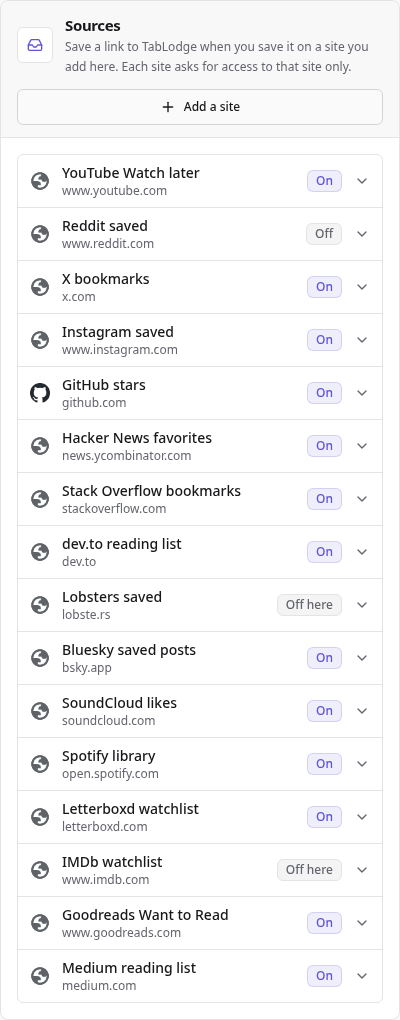 Sources
Save a link to TabLodge when you save it on a site you
add here. Each site asks for access to that site only.
Add a site
YouTube Watch later
www.youtube.com
On
Reddit saved
www.reddit.com
Off
X bookmarks
x.com
On
Instagram saved
www.instagram.com
On
GitHub stars
github.com
On
Hacker News favorites
news.ycombinator.com
On
Stack Overflow bookmarks
stackoverflow.com
On
dev.to reading list
dev.to
On
Lobsters saved
lobste.rs
Off here
Bluesky saved posts
bsky.app
On
SoundCloud likes
soundcloud.com
On
Spotify library
open.spotify.com
On
Letterboxd watchlist
letterboxd.com
On
IMDb watchlist
www.imdb.com
Off here
Goodreads Want to Read
www.goodreads.com
On
Medium reading list
medium.com
On